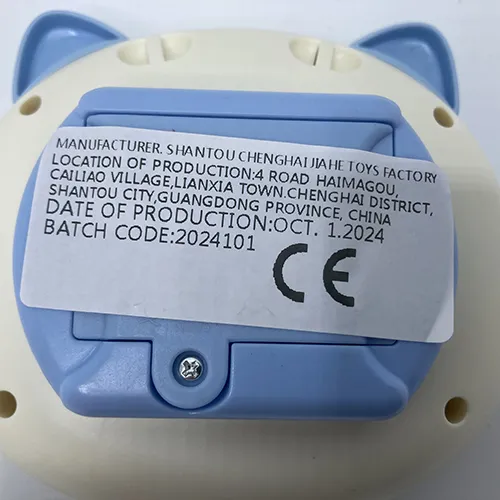 MANUFACTURER. SHANTOU CHENGHAI JIAHE TOYS FACTORY
LOCATION OF PRODUCTION:4 ROAD HAIMAGOU,
CAILIAO VILLAGE,LIANXIA TOWN.CHENGHAI DISTRICT,
SHANTOU CITY,GUANGDONG PROVINCE, CHINA
DATE OF PRODUCTION:OCT. 1.2024
BATCH CODE:2024101
CE